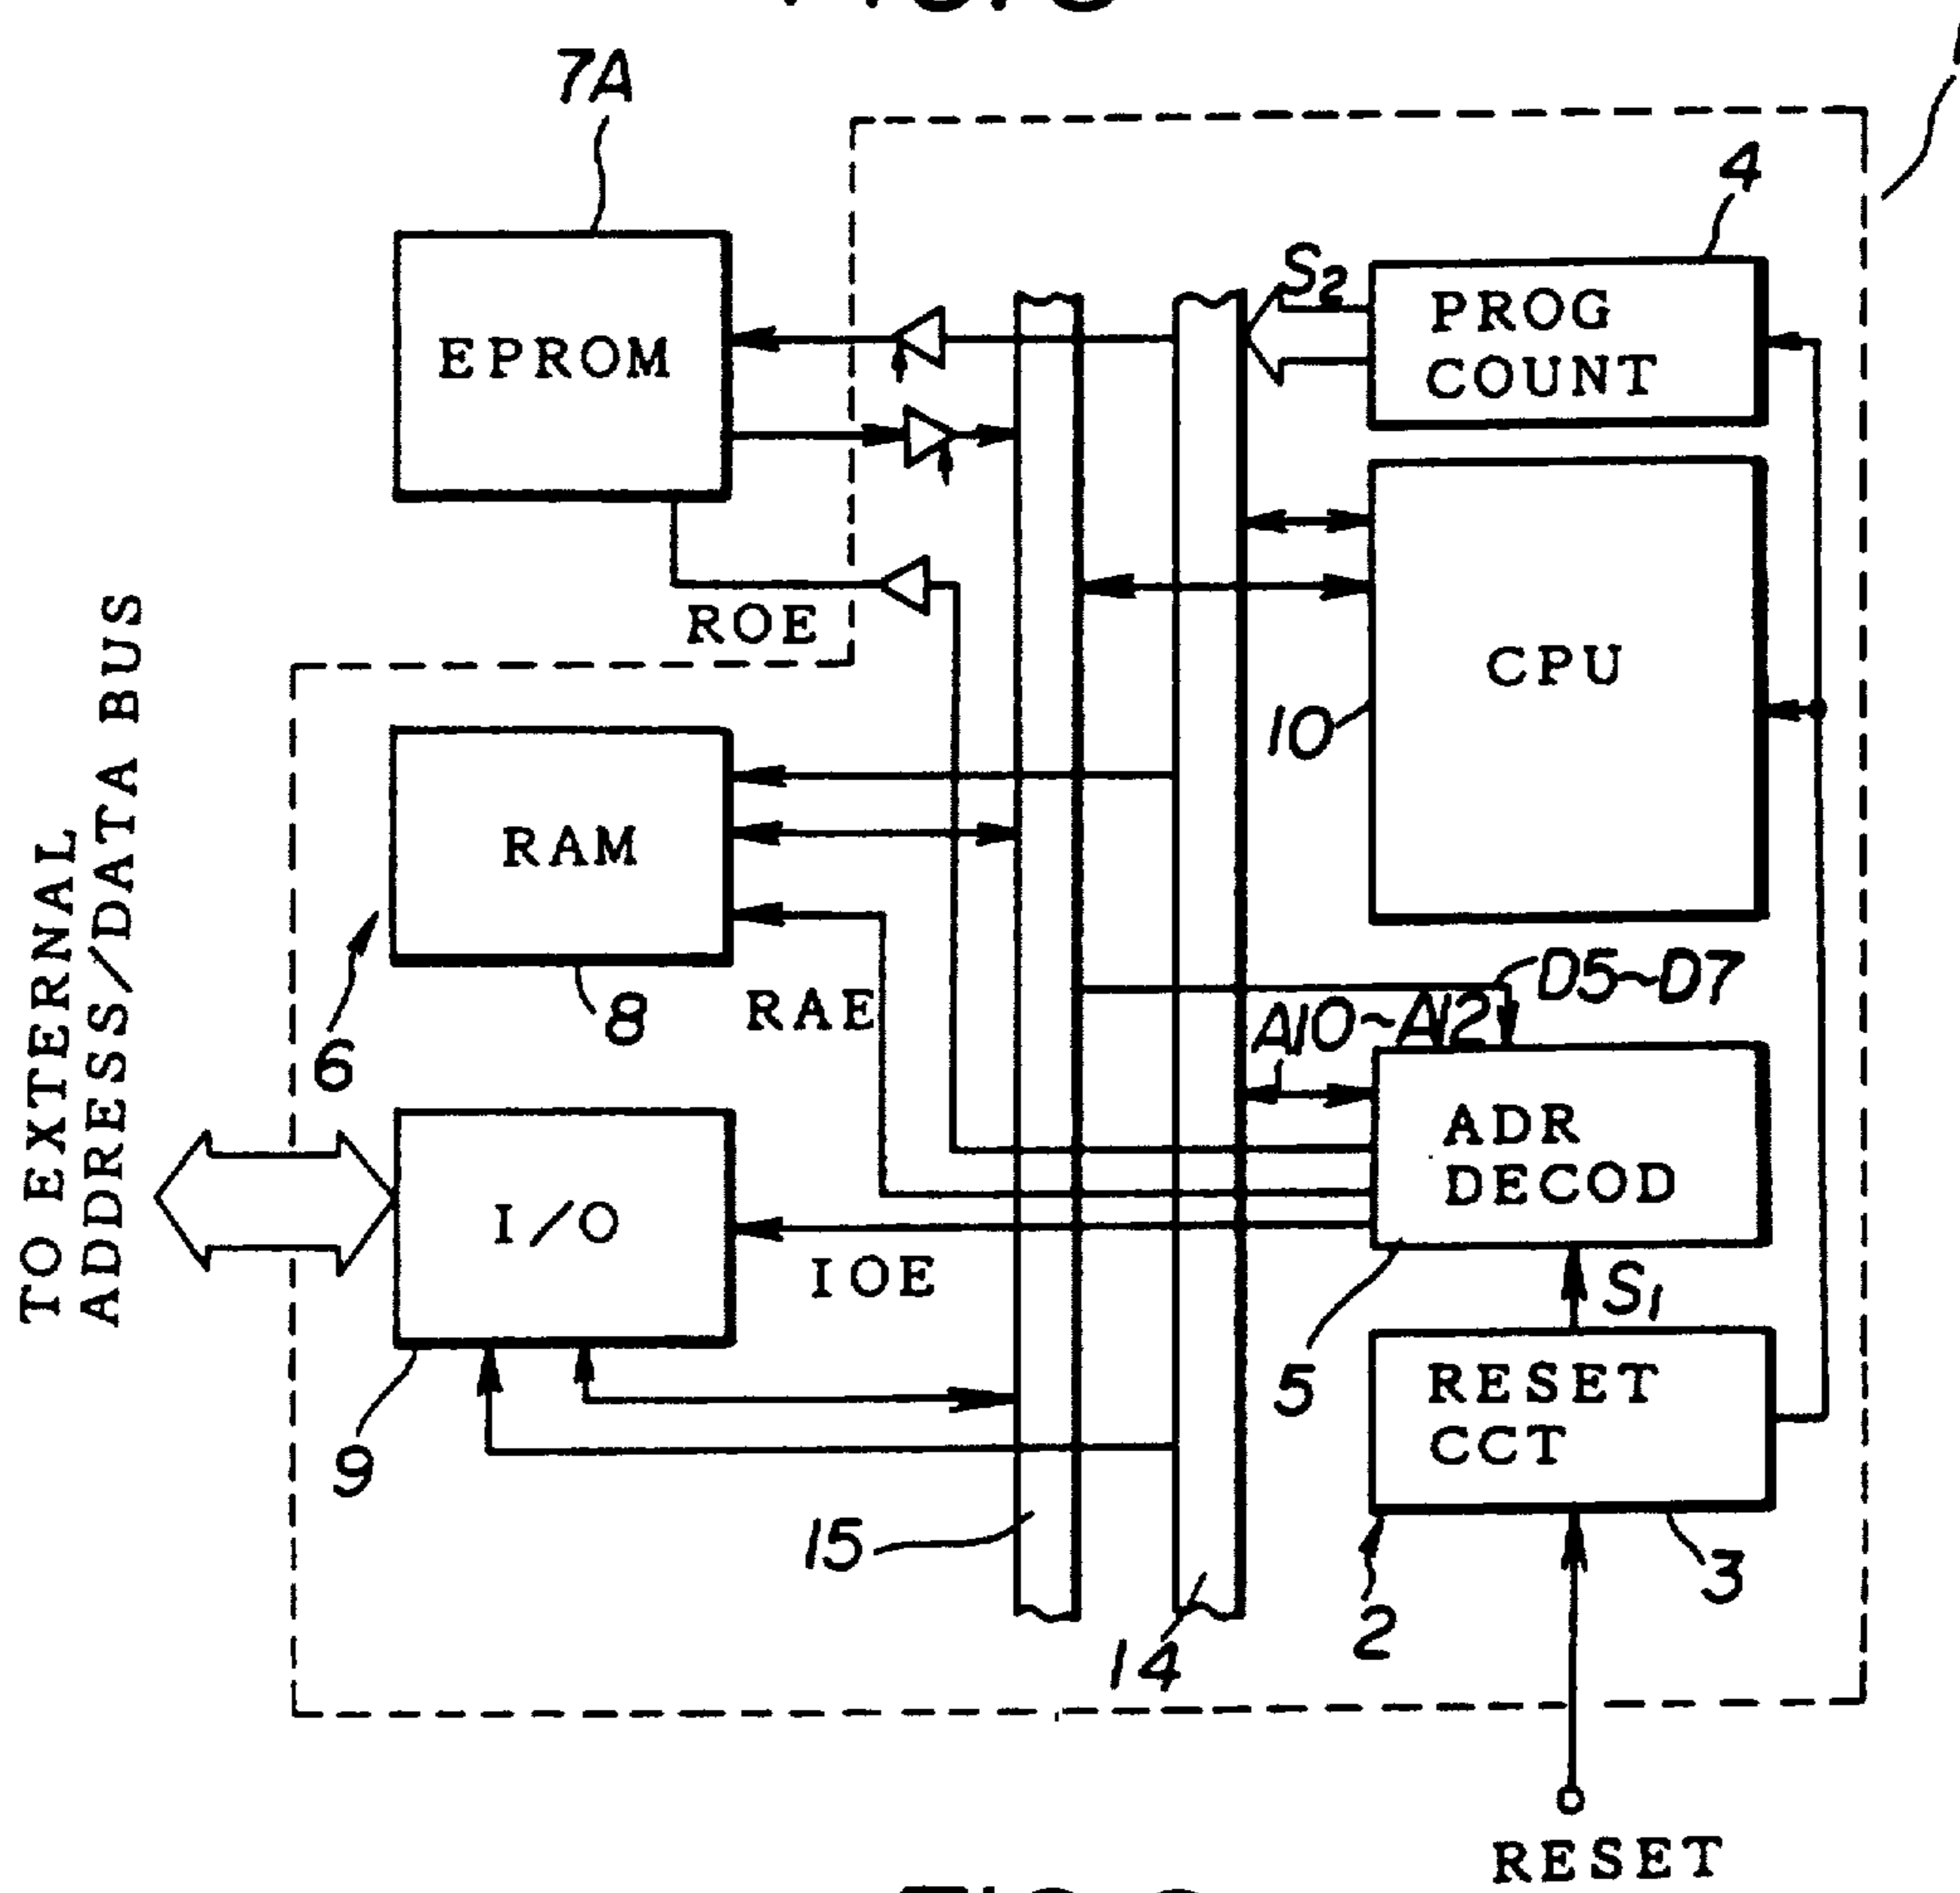 7A
4
S2
PROG
COUNT
EPROM
ROE
CPU
10
TO EXTERNAL
ADDRESS/DATA BUS
RAM
D5~D7
RAE
8
A10~A12
6
ADR
DECOD
I/O
IOE
S1
5
RESET
CCT
9
15
3
2
14
RESET